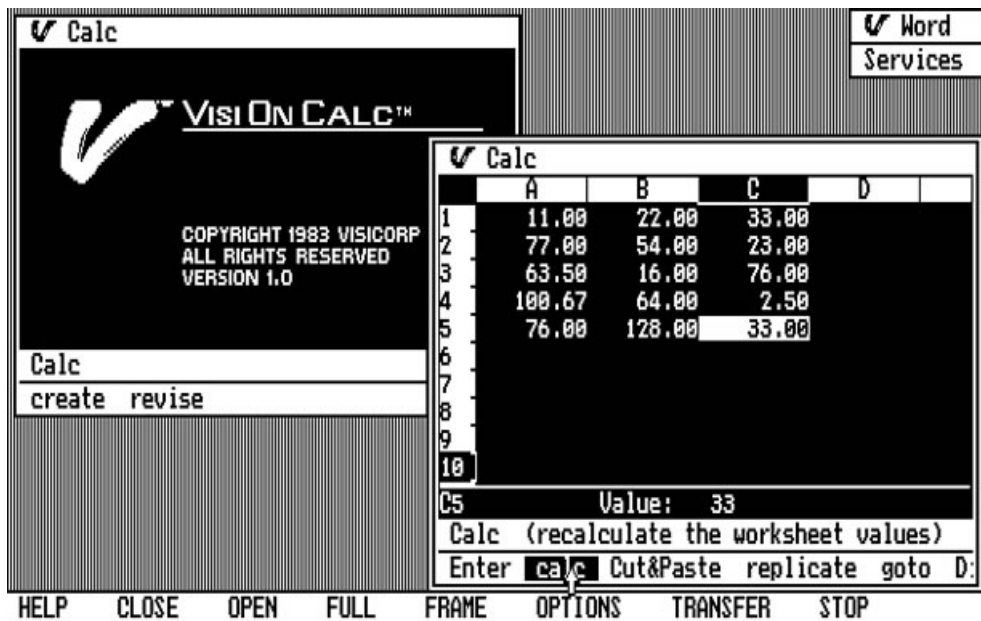 Calc
VISI ON CALC™
COPYRIGHT 1983 VISICORP
ALL RIGHTS RESERVED
VERSION 1.0
Calc
create revise
Word
Services
Calc
A B C D
1 11.00 22.00 33.00
2 77.00 54.00 23.00
3 63.50 16.00 76.00
4 100.67 64.00 2.50
5 76.00 128.00 33.00
6
7
8
9
10
C5 Value: 33
Calc (recalculate the worksheet values)
Enter calc Cut&Paste replicate goto D:
HELP CLOSE OPEN FULL FRAME OPTIONS TRANSFER STOP